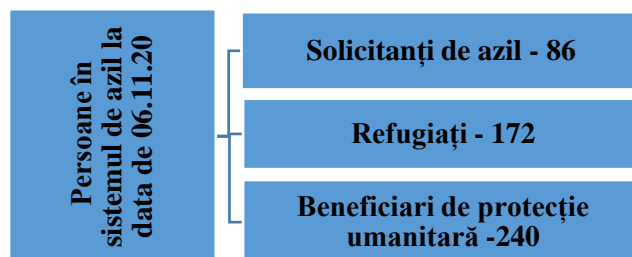 Persoane în
sistemul de azil la
data de 06.11.20
Solicitanți de azil - 86
Refugiați - 172
Beneficiari de protecție
umanitară -240